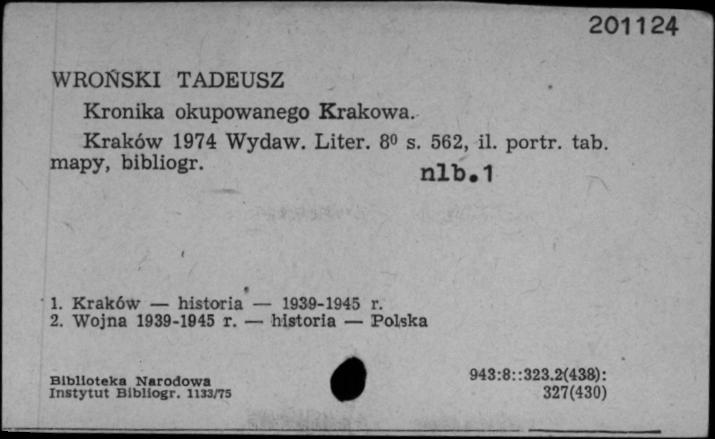 201124
WROŃSKI TADEUSZ
Kronika okupowanego Krakowa.
Kraków 1974 Wydaw. Liter. 8⁰ s. 562, il. portr. tab.
mapy, bibliogr.
nlb.1
1. Kraków — historia — 1939-1945 r.
2. Wojna 1939-1945 r. — historia — Polska
Biblioteka Narodowa
Instytut Bibliogr. 1133/75
943:8::323.2(438):
327(430)